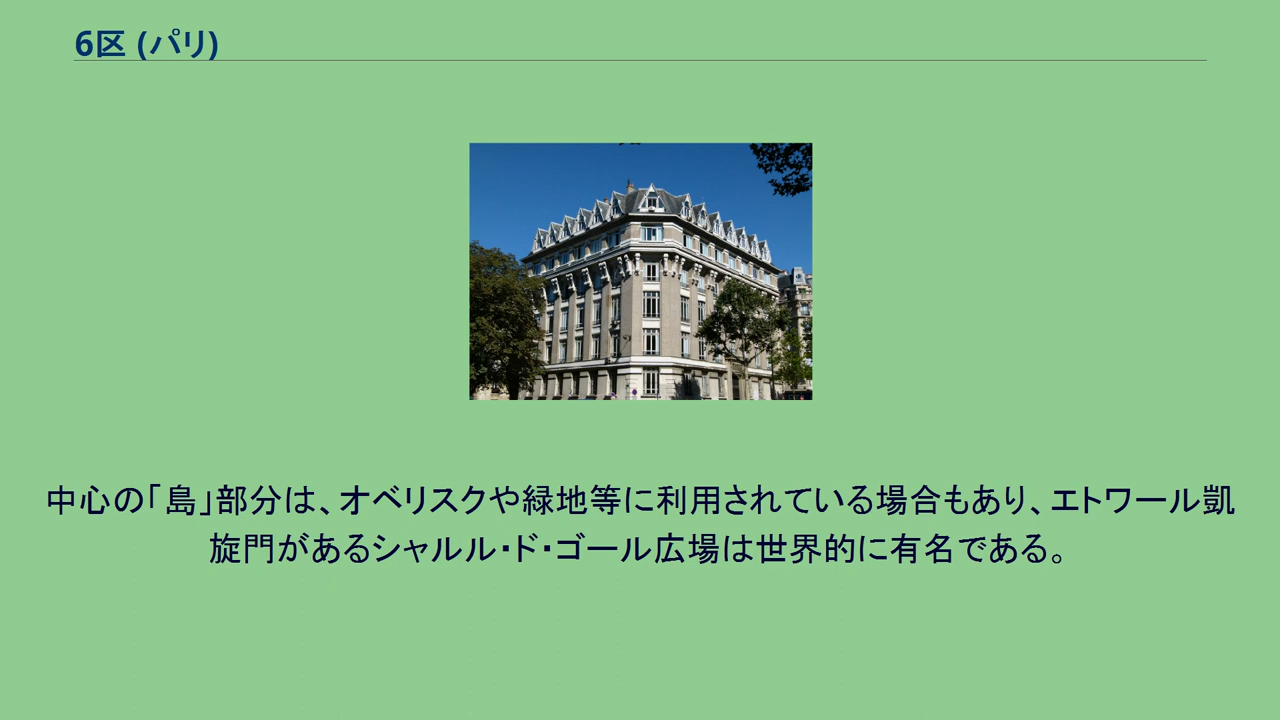 6区 (パリ)
中心の「島」部分は、オベリスクや緑地等に利用されている場合もあり、エトワール凱
旋門があるシャルル・ド・ゴール広場は世界的に有名である。